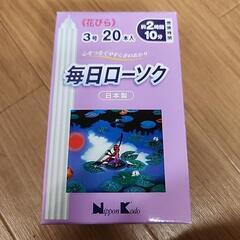 《花びら》
3号 20本入
約2時間
10分
燃焼時間
毎日ローソク
日本製
Nippon Kodo